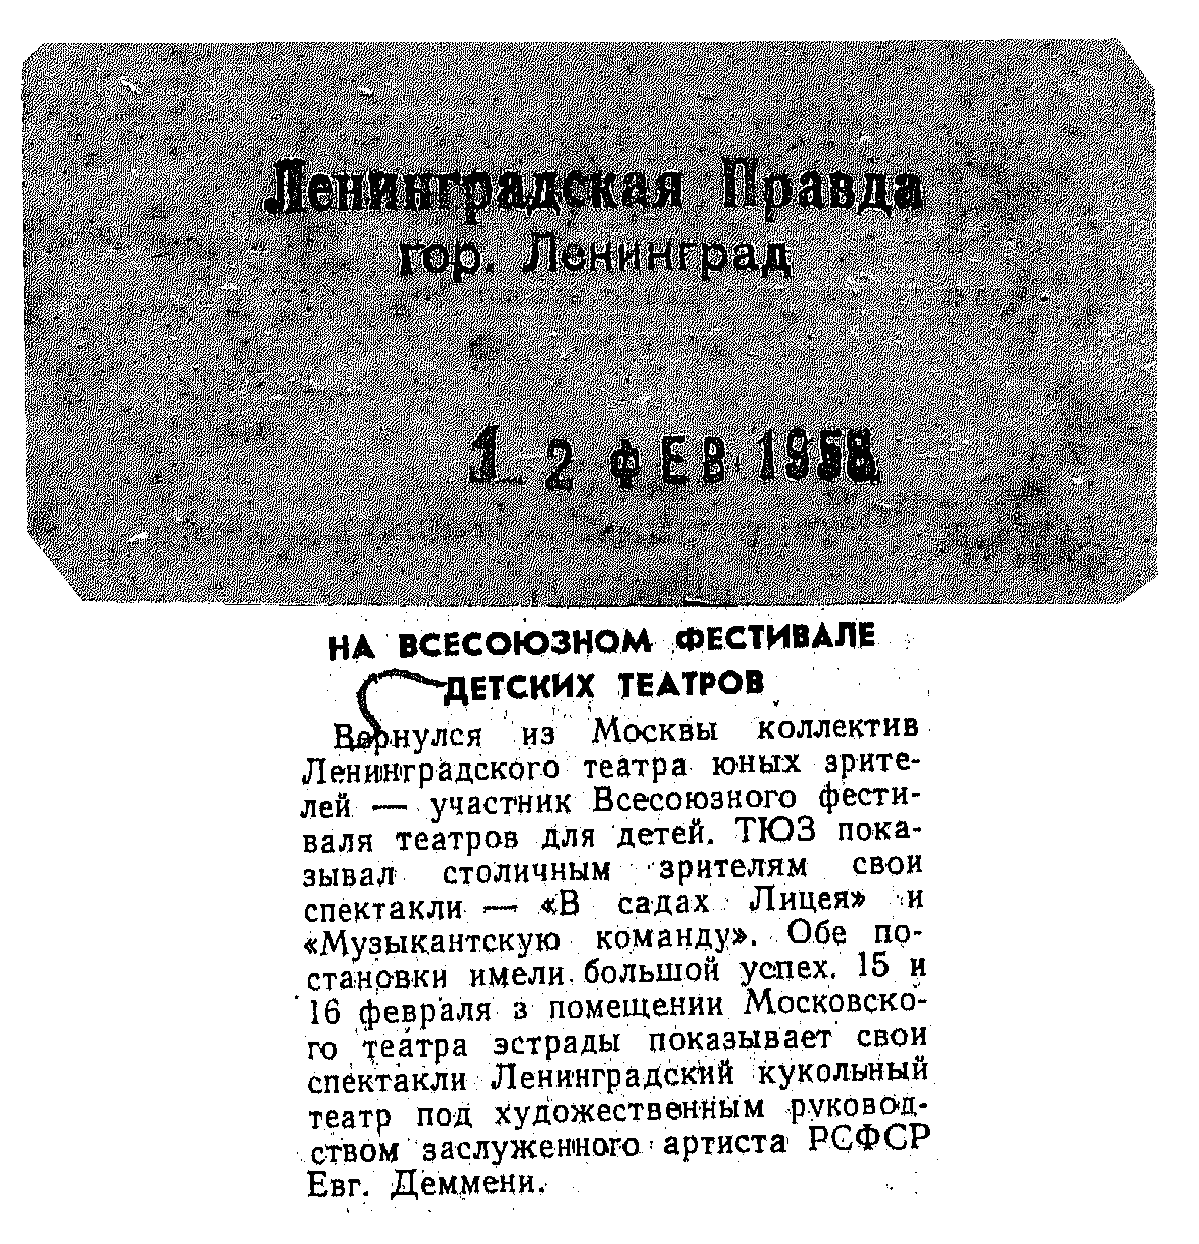 Ленинградская Правда
гор. Ленинград
1 2 ФЕВ 1958
НА ВСЕСОЮЗНОМ ФЕСТИВАЛЕ
ДЕТСКИХ ТЕАТРОВ
Вернулся из Москвы коллектив
Ленинградского театра юных зрите-
лей — участник Всесоюзного фести-
валя театров для детей. ТЮЗ пока-
зывал столичным зрителям свои
спектакли — «В садах Лицея» и
«Музыкантскую команду». Обе по-
становки имели большой успех. 15 и
16 февраля в помещении Московско-
го театра эстрады показывает свои
спектакли Ленинградский кукольный
театр под художественным руковод-
ством заслуженного артиста РСФСР
Евг. Деммени.